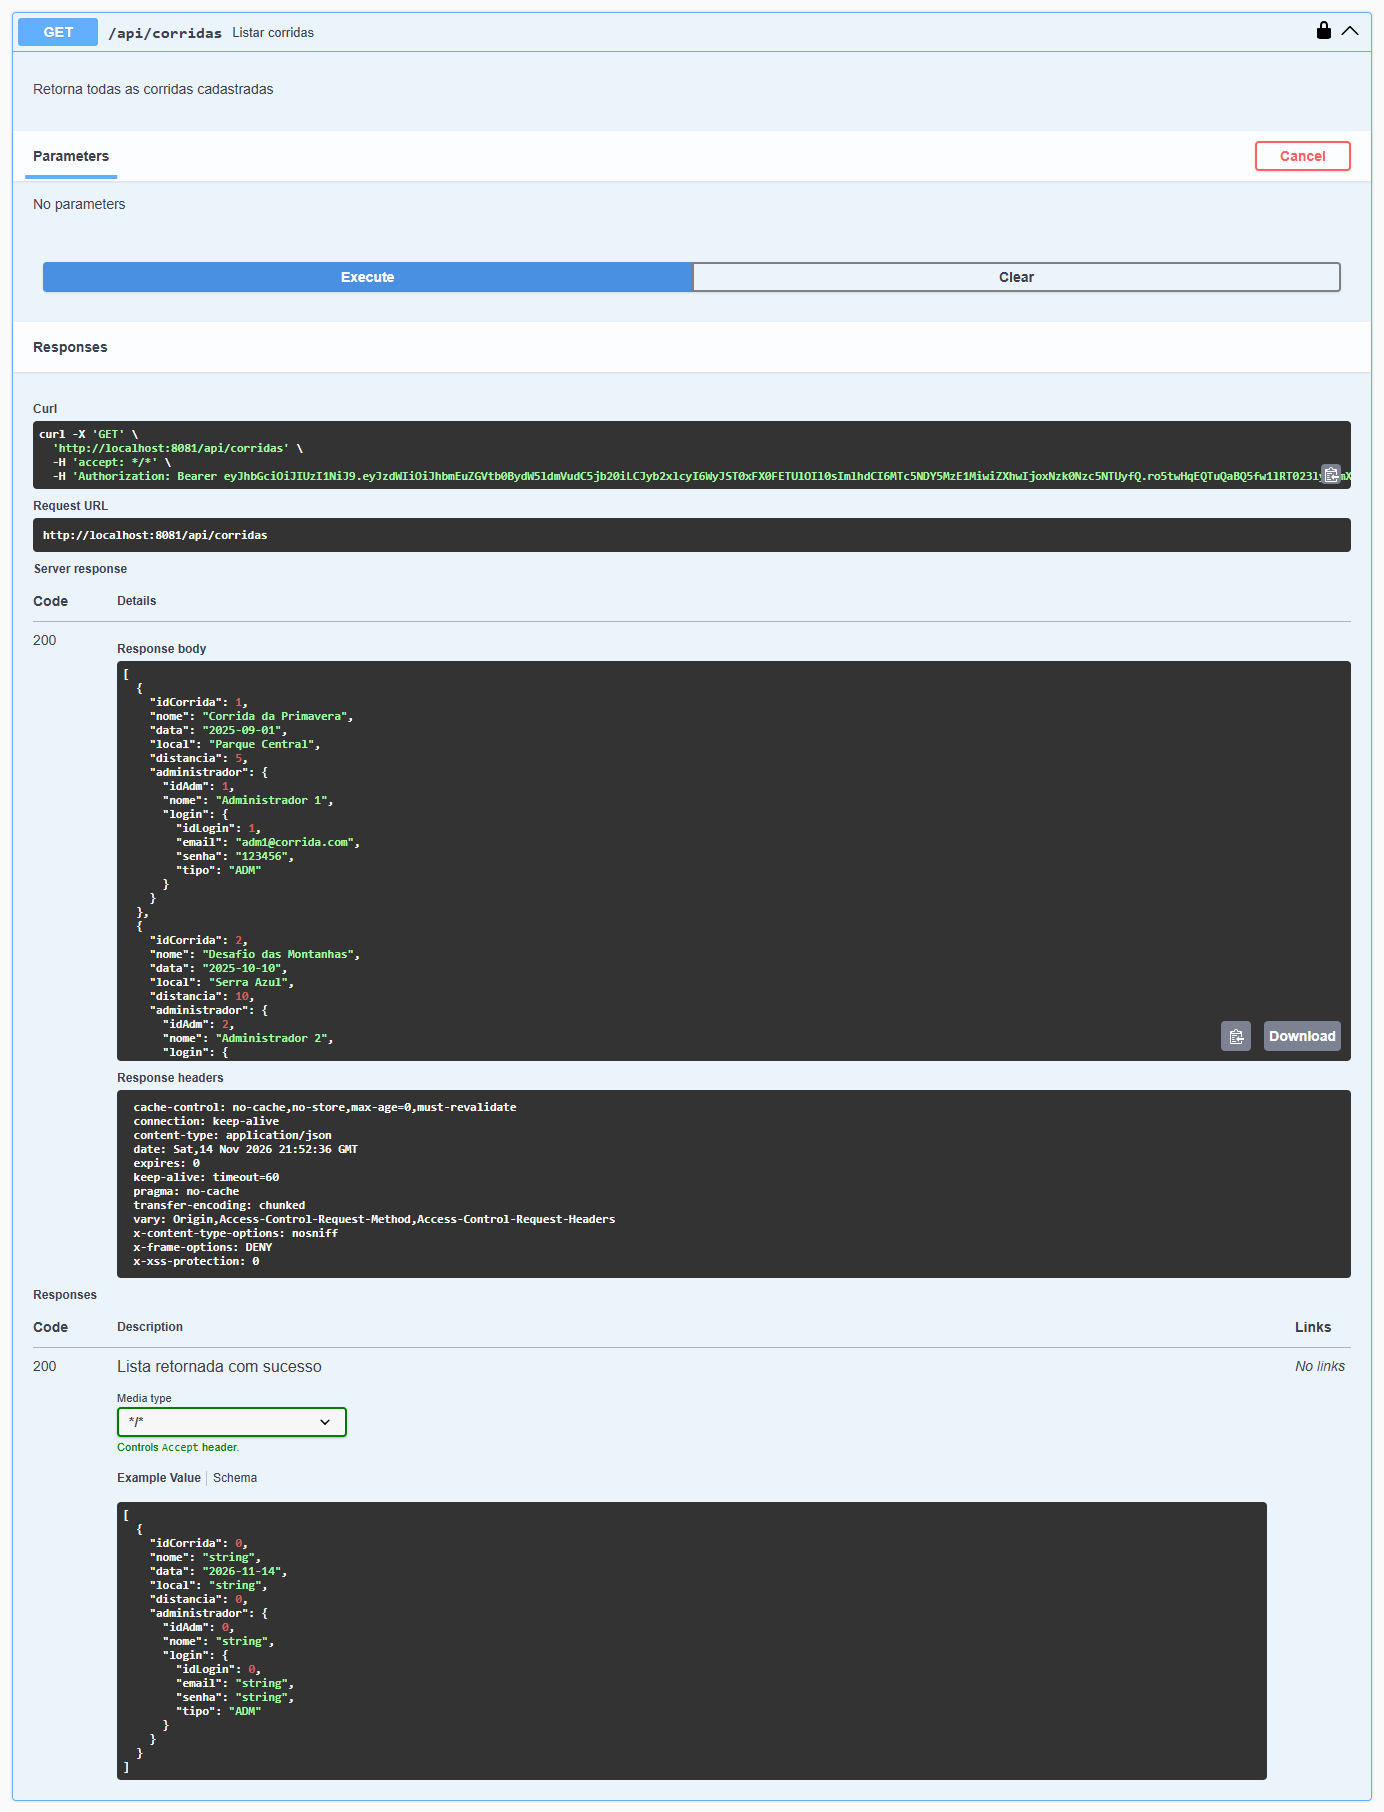 GET /api/corridas Listar corridas
Retorna todas as corridas cadastradas
Parameters
Cancel
No parameters
Execute
Clear
Responses
Curl
curl -X 'GET' \
  'http://localhost:8081/api/corridas' \
  -H 'accept: */*' \
  -H 'Authorization: Bearer
Request URL
http://localhost:8081/api/corridas
Server response
Code Details
200
Response body
[
  {
    "idCorrida": 1,
    "nome": "Corrida da Primavera",
    "data": "2025-09-01",
    "local": "Parque Central",
    "distancia": 5,
    "administrador": {
      "idAdm": 1,
      "nome": "Administrador 1",
      "login": {
        "idLogin": 1,
        "email": "adm1@corrida.com",
        "senha": "123456",
        "tipo": "ADM"
      }
    }
  },
  {
    "idCorrida": 2,
    "nome": "Desafio das Montanhas",
    "data": "2025-10-10",
    "local": "Serra Azul",
    "distancia": 10,
    "administrador": {
      "idAdm": 2,
      "nome": "Administrador 2",
      "login": {
Download
Response headers
cache-control: no-cache,no-store,max-age=0,must-revalidate
connection: keep-alive
content-type: application/json
date: Sat,14 Nov 2026 21:52:36 GMT
expires: 0
keep-alive: timeout=60
pragma: no-cache
transfer-encoding: chunked
vary: Origin,Access-Control-Request-Method,Access-Control-Request-Headers
x-content-type-options: nosniff
x-frame-options: DENY
x-xss-protection: 0
Responses
Code Description Links
200 Lista retornada com sucesso No links
Media type
*/*
Controls Accept header.
Example Value Schema
[
  {
    "idCorrida": 0,
    "nome": "string",
    "data": "2026-11-14",
    "local": "string",
    "distancia": 0,
    "administrador": {
      "idAdm": 0,
      "nome": "string",
      "login": {
        "idLogin": 0,
        "email": "string",
        "senha": "string",
        "tipo": "ADM"
      }
    }
  }
]